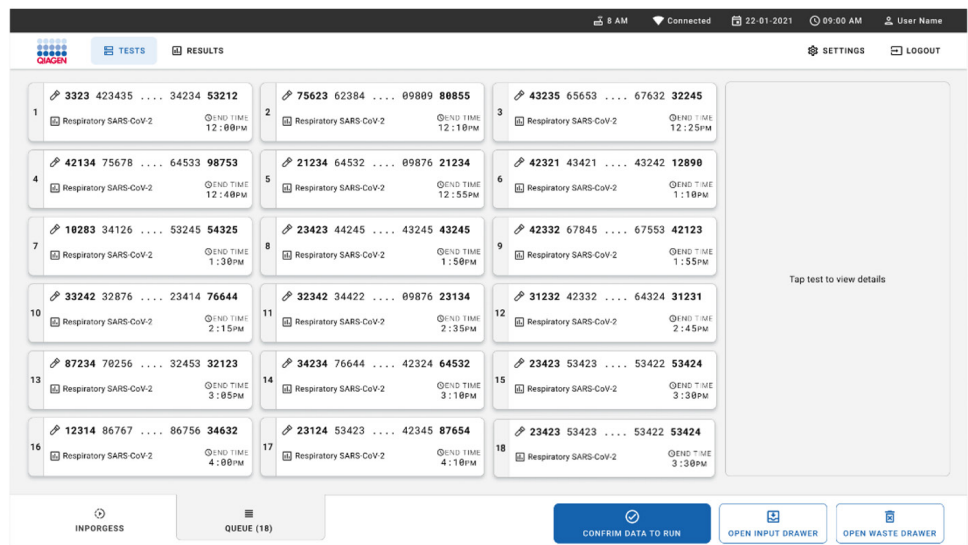 8 AM Connected 22-01-2021 09:00 AM User Name
QIAGEN TESTS RESULTS SETTINGS LOGOUT
1 3323 423435 .... 34234 53212
Respiratory SARS-CoV-2 END TIME 12:00PM
2 75623 62384 .... 09809 80855
Respiratory SARS-CoV-2 END TIME 12:10PM
3 43235 65653 .... 67632 32245
Respiratory SARS-CoV-2 END TIME 12:25PM
4 42134 75678 .... 64533 98753
Respiratory SARS-CoV-2 END TIME 12:40PM
5 21234 64532 .... 09876 21234
Respiratory SARS-CoV-2 END TIME 12:55PM
6 42321 43421 .... 43242 12890
Respiratory SARS-CoV-2 END TIME 1:10PM
7 10283 34126 .... 53245 54325
Respiratory SARS-CoV-2 END TIME 1:30PM
8 23423 44245 .... 43245 43245
Respiratory SARS-CoV-2 END TIME 1:50PM
9 42332 67845 .... 67553 42123
Respiratory SARS-CoV-2 END TIME 1:55PM
10 33242 32876 .... 23414 76644
Respiratory SARS-CoV-2 END TIME 2:15PM
11 32342 34422 .... 09876 23134
Respiratory SARS-CoV-2 END TIME 2:35PM
12 31232 42332 .... 64324 31231
Respiratory SARS-CoV-2 END TIME 2:45PM
13 87234 70256 .... 32453 32123
Respiratory SARS-CoV-2 END TIME 3:05PM
14 34234 76644 .... 42324 64532
Respiratory SARS-CoV-2 END TIME 3:10PM
15 23423 53423 .... 53422 53424
Respiratory SARS-CoV-2 END TIME 3:30PM
16 12314 86767 .... 86756 34632
Respiratory SARS-CoV-2 END TIME 4:00PM
17 23124 53423 .... 42345 87654
Respiratory SARS-CoV-2 END TIME 4:10PM
18 23423 53423 .... 53422 53424
Respiratory SARS-CoV-2 END TIME 3:30PM
Tap test to view details
INPORGESS QUEUE (18) CONFRIM DATA TO RUN OPEN INPUT DRAWER OPEN WASTE DRAWER